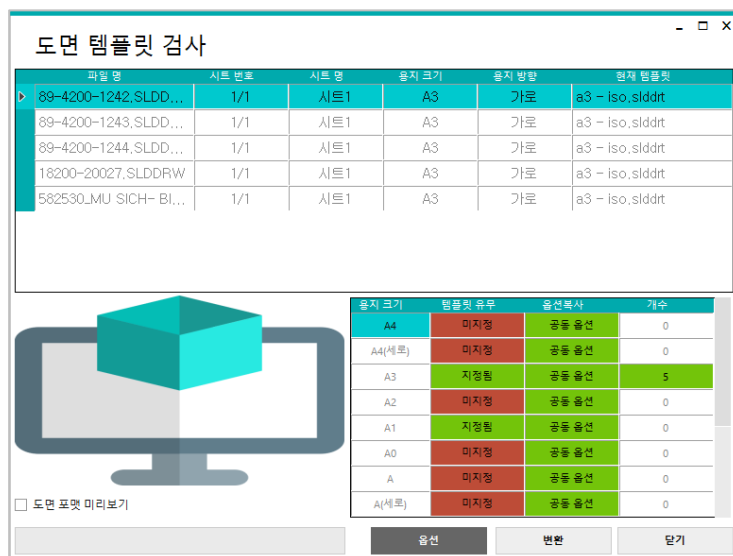 도면 템플릿 검사
파일 명 시트 번호 시트 명 용지 크기 용지 방향 현재 템플릿
89-4200-1242.SLDD... 1/1 시트1 A3 가로 a3 - iso.slddrt
89-4200-1243.SLDD... 1/1 시트1 A3 가로 a3 - iso.slddrt
89-4200-1244.SLDD... 1/1 시트1 A3 가로 a3 - iso.slddrt
18200-20027.SLDDRW 1/1 시트1 A3 가로 a3 - iso.slddrt
582530_MU SICH- BI... 1/1 시트1 A3 가로 a3 - iso.slddrt
용지 크기 템플릿 유무 옵션복사 개수
A4 미지정 공통 옵션 0
A4(세로) 미지정 공통 옵션 0
A3 지정됨 공통 옵션 5
A2 미지정 공통 옵션 0
A1 지정됨 공통 옵션 0
A0 미지정 공통 옵션 0
A 미지정 공통 옵션 0
A(세로) 미지정 공통 옵션 0
도면 포맷 미리보기
옵션 변환 닫기